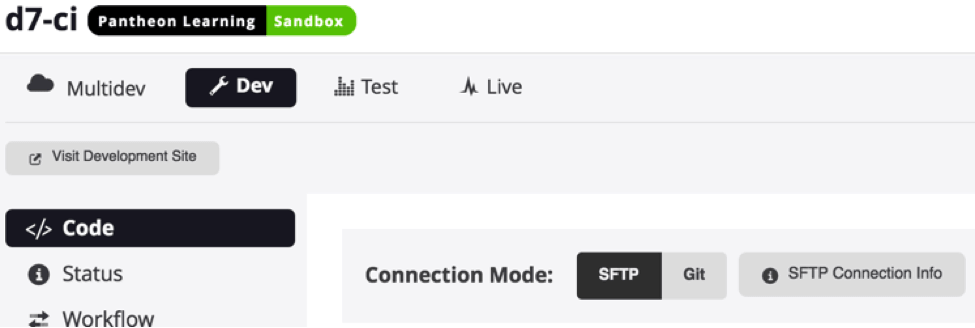 d7-ci Pantheon Learning Sandbox
Multidev Dev Test Live
Visit Development Site
</> Code
Status
Connection Mode: SFTP Git SFTP Connection Info
Workflow